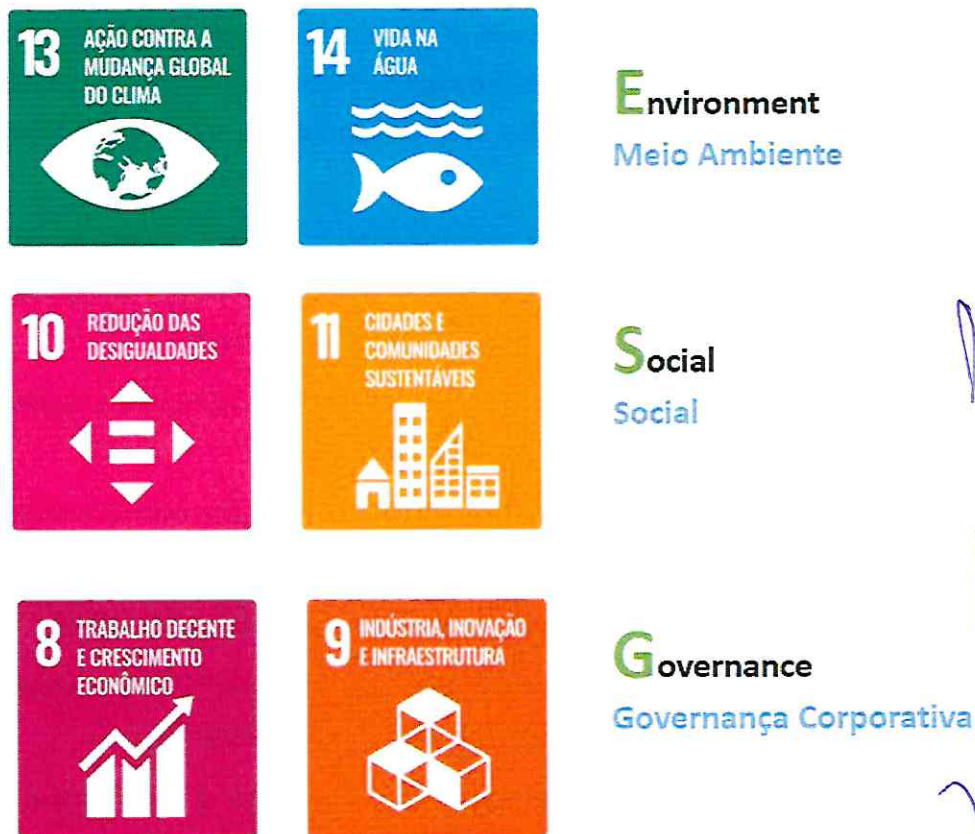 13
AÇÃO CONTRA A
MUDANÇA GLOBAL
DO CLIMA
14
VIDA NA
ÁGUA
Environment
Meio Ambiente
10
REDUÇÃO DAS
DESIGUALDADES
11
CIDADES E
COMUNIDADES
SUSTENTÁVEIS
Social
Social
8
TRABALHO DECENTE
E CRESCIMENTO
ECONÔMICO
9
INDÚSTRIA, INOVAÇÃO
E INFRAESTRUTURA
Governance
Governança Corporativa